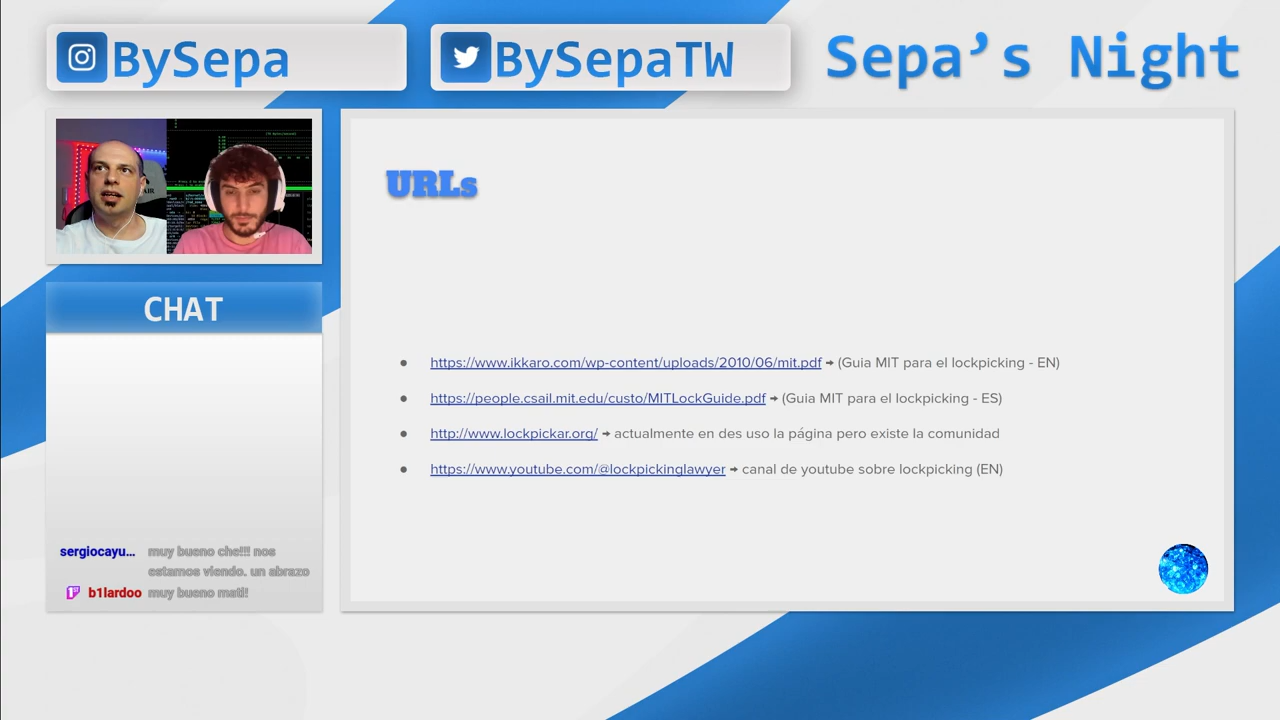 BySepa
BySepaTW
Sepa’s Night
URLs
● https://www.ikkaro.com/wp-content/uploads/2010/06/mit.pdf → (Guia MIT para el lockpicking - EN)
● https://people.csail.mit.edu/custo/MITLockGuide.pdf → (Guia MIT para el lockpicking - ES)
● http://www.lockpickar.org/ → actualmente en des uso la página pero existe la comunidad
● https://www.youtube.com/@lockpickinglawyer → canal de youtube sobre lockpicking (EN)
CHAT
sergiocayu... muy bueno che!!! nos
estamos viendo. un abrazo
b1lardoo muy bueno mati!